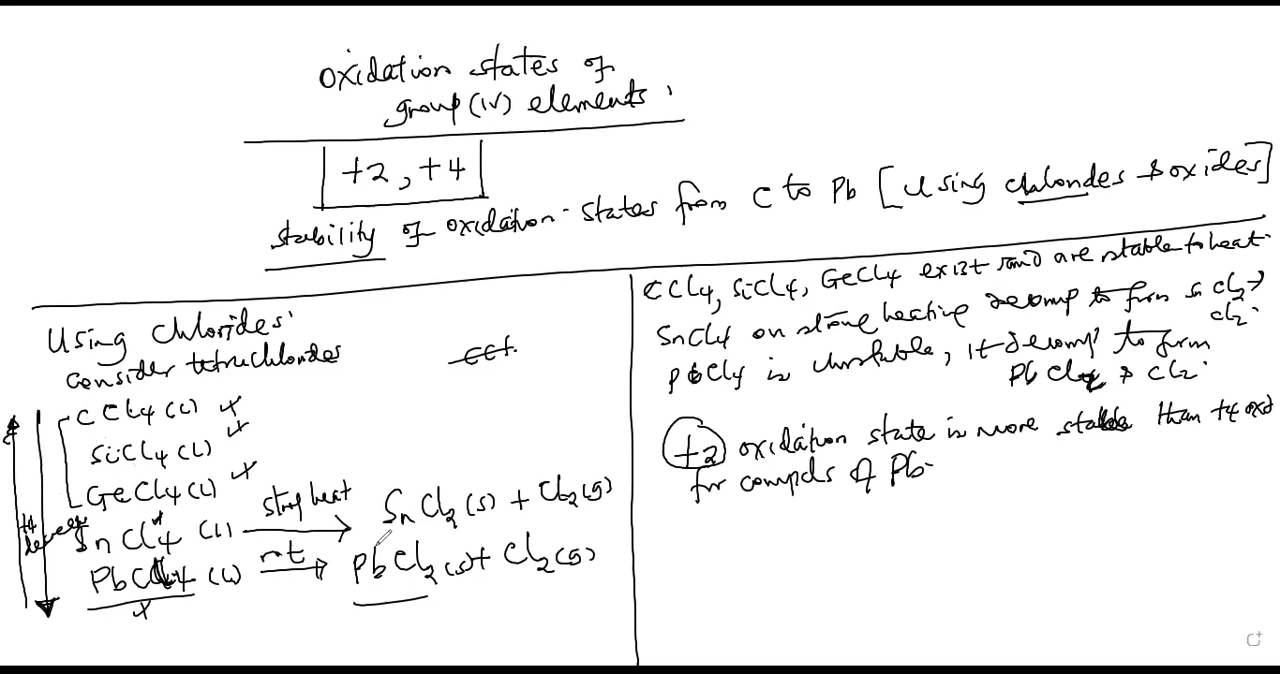 oxidation states of
group (IV) elements.
+2, +4
stability of oxidation states from C to Pb [Using chlorides & oxides]
Using chlorides
Consider tetrachlorides
CCl4 (l)
SiCl4 (l)
GeCl4 (l)
SnCl4 (l) strong heat → SnCl2 (s) + Cl2 (g)
PbCl4 (l) rt → PbCl2 (s) + Cl2 (g)
+4
CCl4, SiCl4, GeCl4 exist and are stable to heat.
SnCl4 on strong heating decomp to form SnCl2 →
Cl2.
PbCl4 is unstable, it decomp to form
PbCl2 & Cl2.
+2 oxidation state is more stable than +4 oxd
for compds of Pb